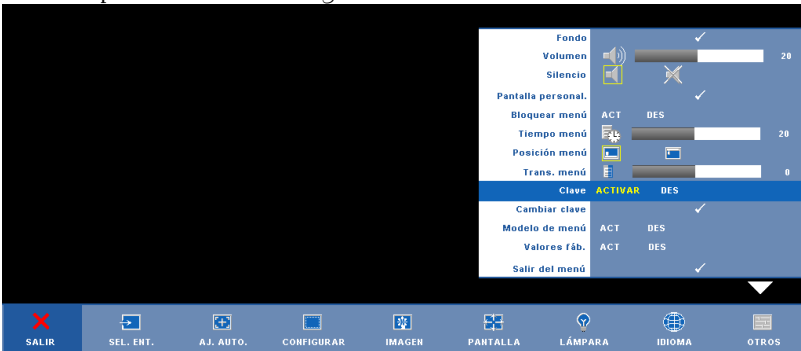 Fondo
Volumen 20
Silencio
Pantalla personal.
Bloquear menú ACT DES
Tiempo menú 20
Posición menú
Trans. menú 0
Clave ACTIVAR DES
Cambiar clave
Modelo de menú ACT DES
Valores fáb. ACT DES
Salir del menú
SALIR SEL. ENT. AJ. AUTO. CONFIGURAR IMAGEN PANTALLA LÁMPARA IDIOMA OTROS